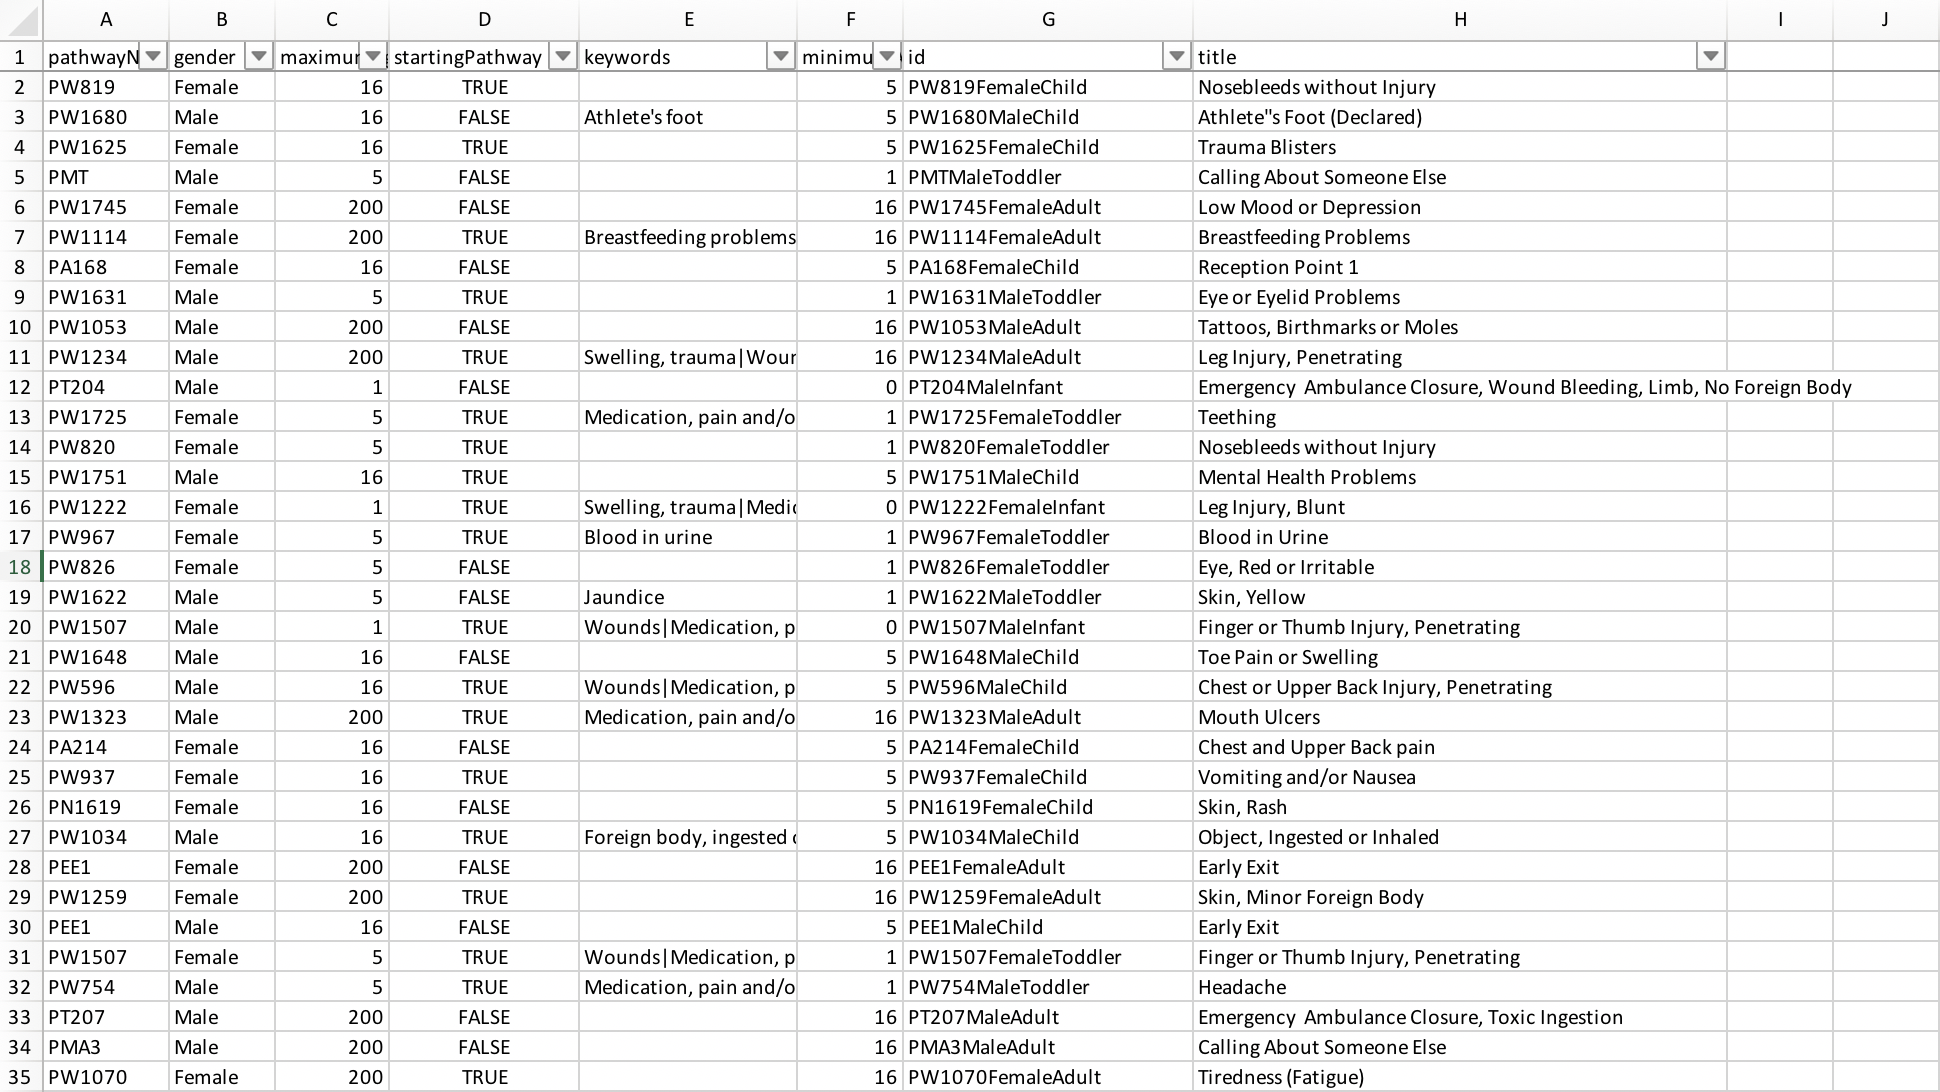 A B C D E F G H I J
1 pathwayN gender maximur startingPathway keywords minimu id title
2 PW819 Female 16 TRUE 5 PW819FemaleChild Nosebleeds without Injury
3 PW1680 Male 16 FALSE Athlete's foot 5 PW1680MaleChild Athlete''s Foot (Declared)
4 PW1625 Female 16 TRUE 5 PW1625FemaleChild Trauma Blisters
5 PMT Male 5 FALSE 1 PMTMaleToddler Calling About Someone Else
6 PW1745 Female 200 FALSE 16 PW1745FemaleAdult Low Mood or Depression
7 PW1114 Female 200 TRUE Breastfeeding problems 16 PW1114FemaleAdult Breastfeeding Problems
8 PA168 Female 16 FALSE 5 PA168FemaleChild Reception Point 1
9 PW1631 Male 5 TRUE 1 PW1631MaleToddler Eye or Eyelid Problems
10 PW1053 Male 200 FALSE 16 PW1053MaleAdult Tattoos, Birthmarks or Moles
11 PW1234 Male 200 TRUE Swelling, trauma|Wour 16 PW1234MaleAdult Leg Injury, Penetrating
12 PT204 Male 1 FALSE 0 PT204MaleInfant Emergency  Ambulance Closure, Wound Bleeding, Limb, No Foreign Body
13 PW1725 Female 5 TRUE Medication, pain and/o 1 PW1725FemaleToddler Teething
14 PW820 Female 5 TRUE 1 PW820FemaleToddler Nosebleeds without Injury
15 PW1751 Male 16 TRUE 5 PW1751MaleChild Mental Health Problems
16 PW1222 Female 1 TRUE Swelling, trauma|Medic 0 PW1222FemaleInfant Leg Injury, Blunt
17 PW967 Female 5 TRUE Blood in urine 1 PW967FemaleToddler Blood in Urine
18 PW826 Female 5 FALSE 1 PW826FemaleToddler Eye, Red or Irritable
19 PW1622 Male 5 FALSE Jaundice 1 PW1622MaleToddler Skin, Yellow
20 PW1507 Male 1 TRUE Wounds|Medication, p 0 PW1507MaleInfant Finger or Thumb Injury, Penetrating
21 PW1648 Male 16 FALSE 5 PW1648MaleChild Toe Pain or Swelling
22 PW596 Male 16 TRUE Wounds|Medication, p 5 PW596MaleChild Chest or Upper Back Injury, Penetrating
23 PW1323 Male 200 TRUE Medication, pain and/o 16 PW1323MaleAdult Mouth Ulcers
24 PA214 Female 16 FALSE 5 PA214FemaleChild Chest and Upper Back pain
25 PW937 Female 16 TRUE 5 PW937FemaleChild Vomiting and/or Nausea
26 PN1619 Female 16 FALSE 5 PN1619FemaleChild Skin, Rash
27 PW1034 Male 16 TRUE Foreign body, ingested 5 PW1034MaleChild Object, Ingested or Inhaled
28 PEE1 Female 200 FALSE 16 PEE1FemaleAdult Early Exit
29 PW1259 Female 200 TRUE 16 PW1259FemaleAdult Skin, Minor Foreign Body
30 PEE1 Male 16 FALSE 5 PEE1MaleChild Early Exit
31 PW1507 Female 5 TRUE Wounds|Medication, p 1 PW1507FemaleToddler Finger or Thumb Injury, Penetrating
32 PW754 Male 5 TRUE Medication, pain and/o 1 PW754MaleToddler Headache
33 PT207 Male 200 FALSE 16 PT207MaleAdult Emergency  Ambulance Closure, Toxic Ingestion
34 PMA3 Male 200 FALSE 16 PMA3MaleAdult Calling About Someone Else
35 PW1070 Female 200 TRUE 16 PW1070FemaleAdult Tiredness (Fatigue)